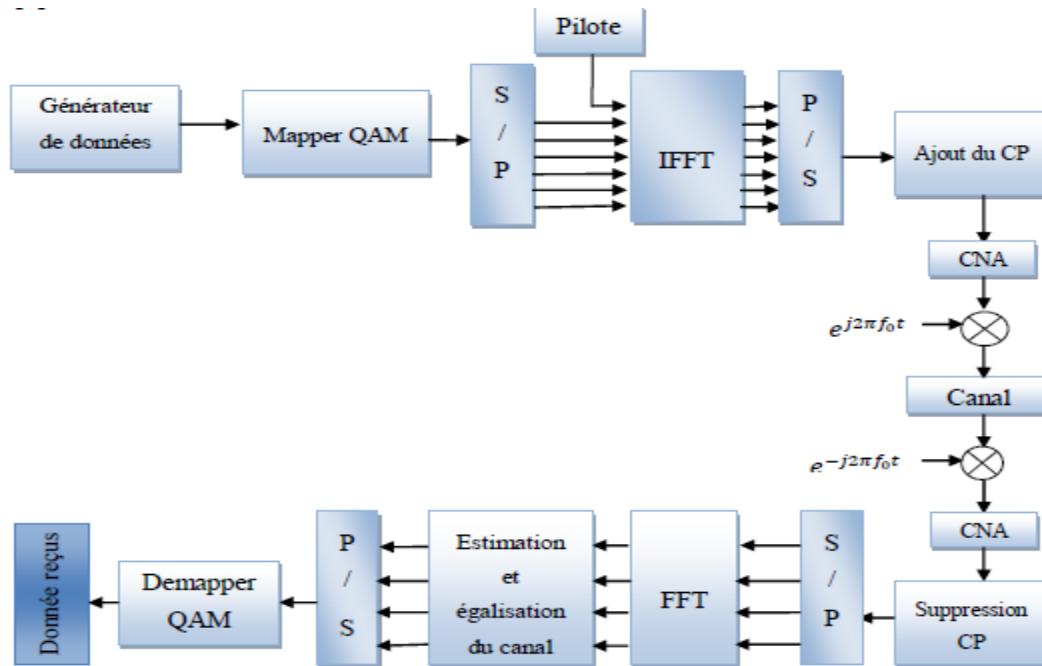 Pilote
Générateur
de données
Mapper QAM
S
/
P
IFFT
P
/
S
Ajout du CP
CNA
e^{j2πf₀t}
Canal
e^{-j2πf₀t}
CNA
Suppression
CP
S
/
P
FFT
Estimation
et
égalisation
du canal
P
/
S
Demapper
QAM
Donnée reçus